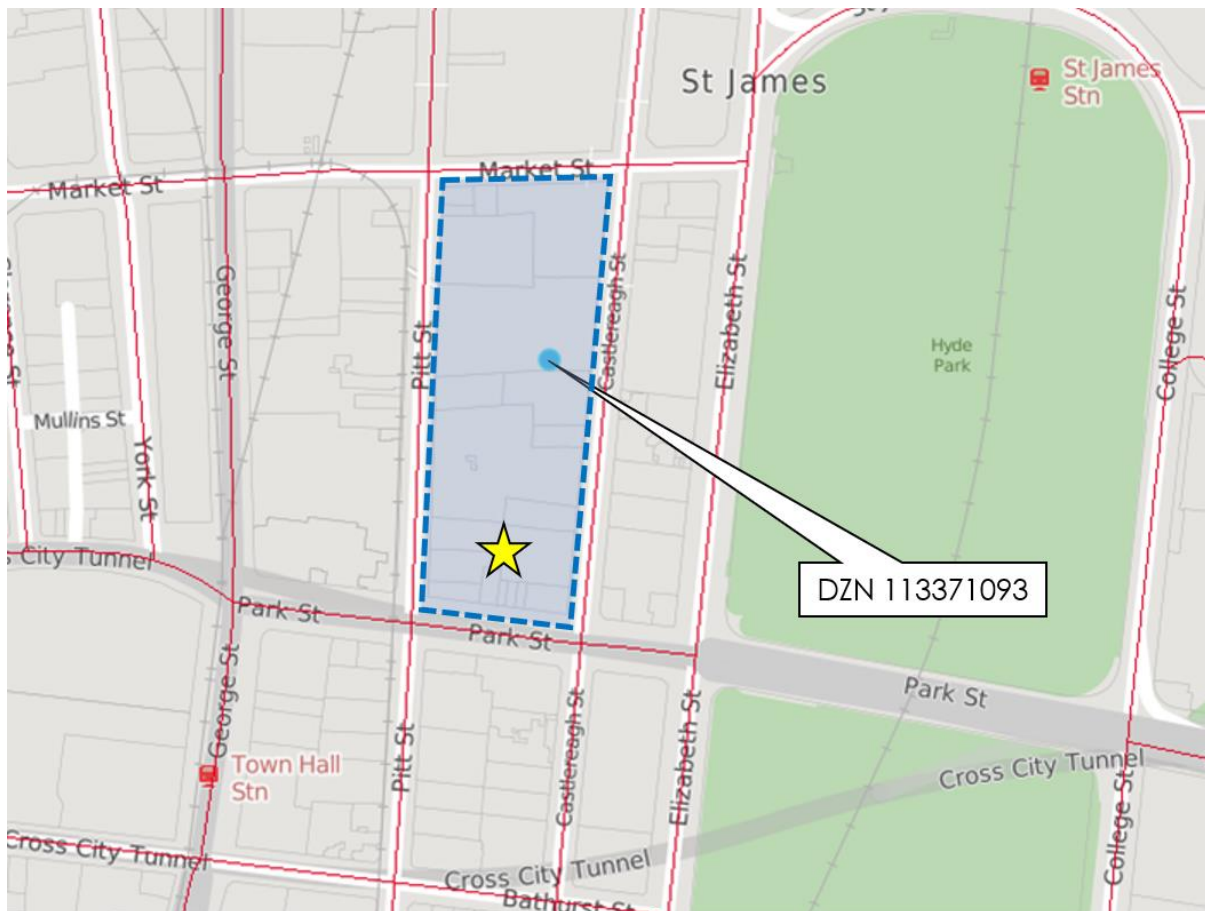 St James
St James
Stn
Market St
Market St
George St
Pitt St
Castlereagh St
Elizabeth St
College St
Hyde
Park
Mullins St
York St
DZN 113371093
s City Tunnel
Park St
Park St
Park St
George St
Town Hall
Stn
Pitt St
Castlereagh St
Elizabeth St
Cross City Tunnel
College St
Cross City Tunnel
Cross City Tunnel
Bathurst St